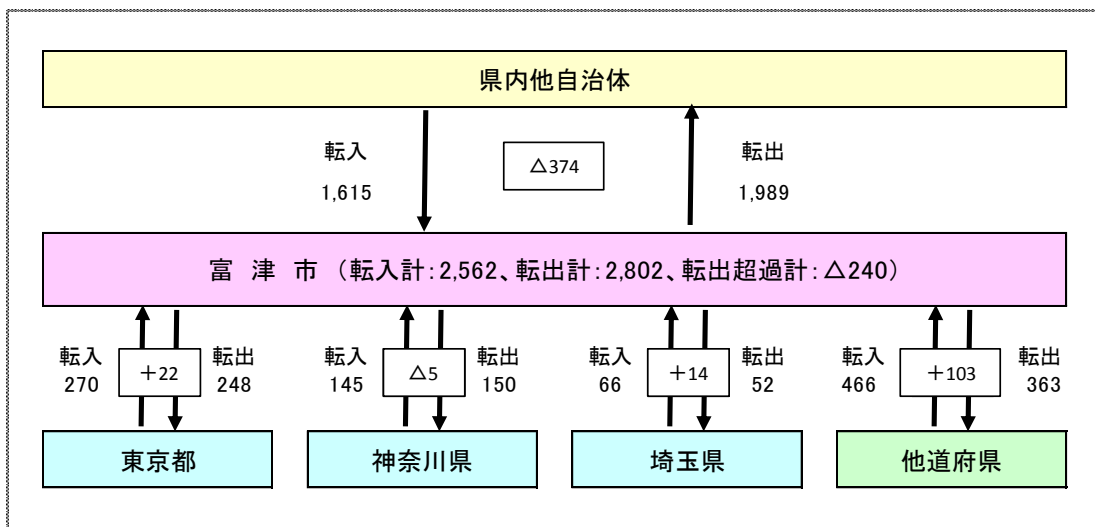 県内他自治体
転入
1,615
△374
転出
1,989
富 津 市 （転入計：2,562、転出計：2,802、転出超過計：△240）
転入
270
＋22
転出
248
転入
145
△5
転出
150
転入
66
＋14
転出
52
転入
466
＋103
転出
363
東京都
神奈川県
埼玉県
他道府県